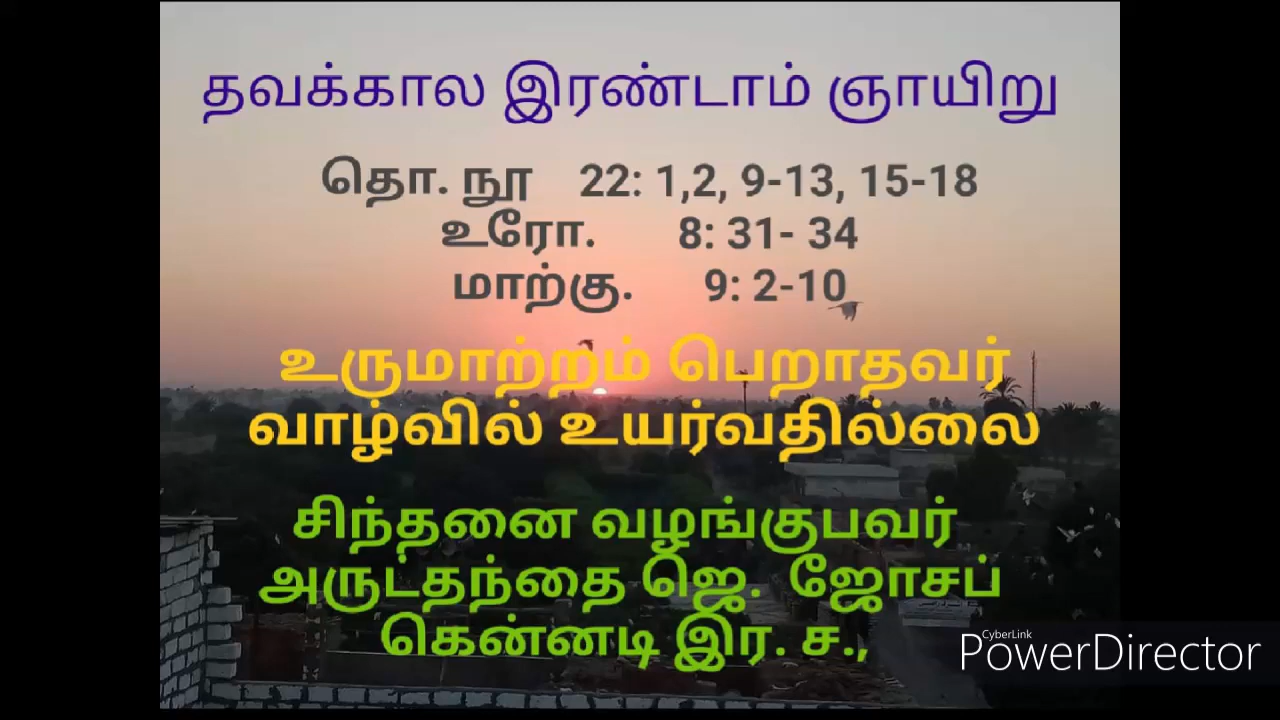 தவக்கால இரண்டாம் ஞாயிறு
தொ. நூ 22: 1,2, 9-13, 15-18
உரோ. 8: 31- 34
மாற்கு. 9: 2-10
உருமாற்றம் பெறாதவர்
வாழ்வில் உயர்வதில்லை
சிந்தனை வழங்குபவர்
அருட்தந்தை ஜெ. ஜோசப்
கென்னடி இர. ச.,
CyberLink
PowerDirector